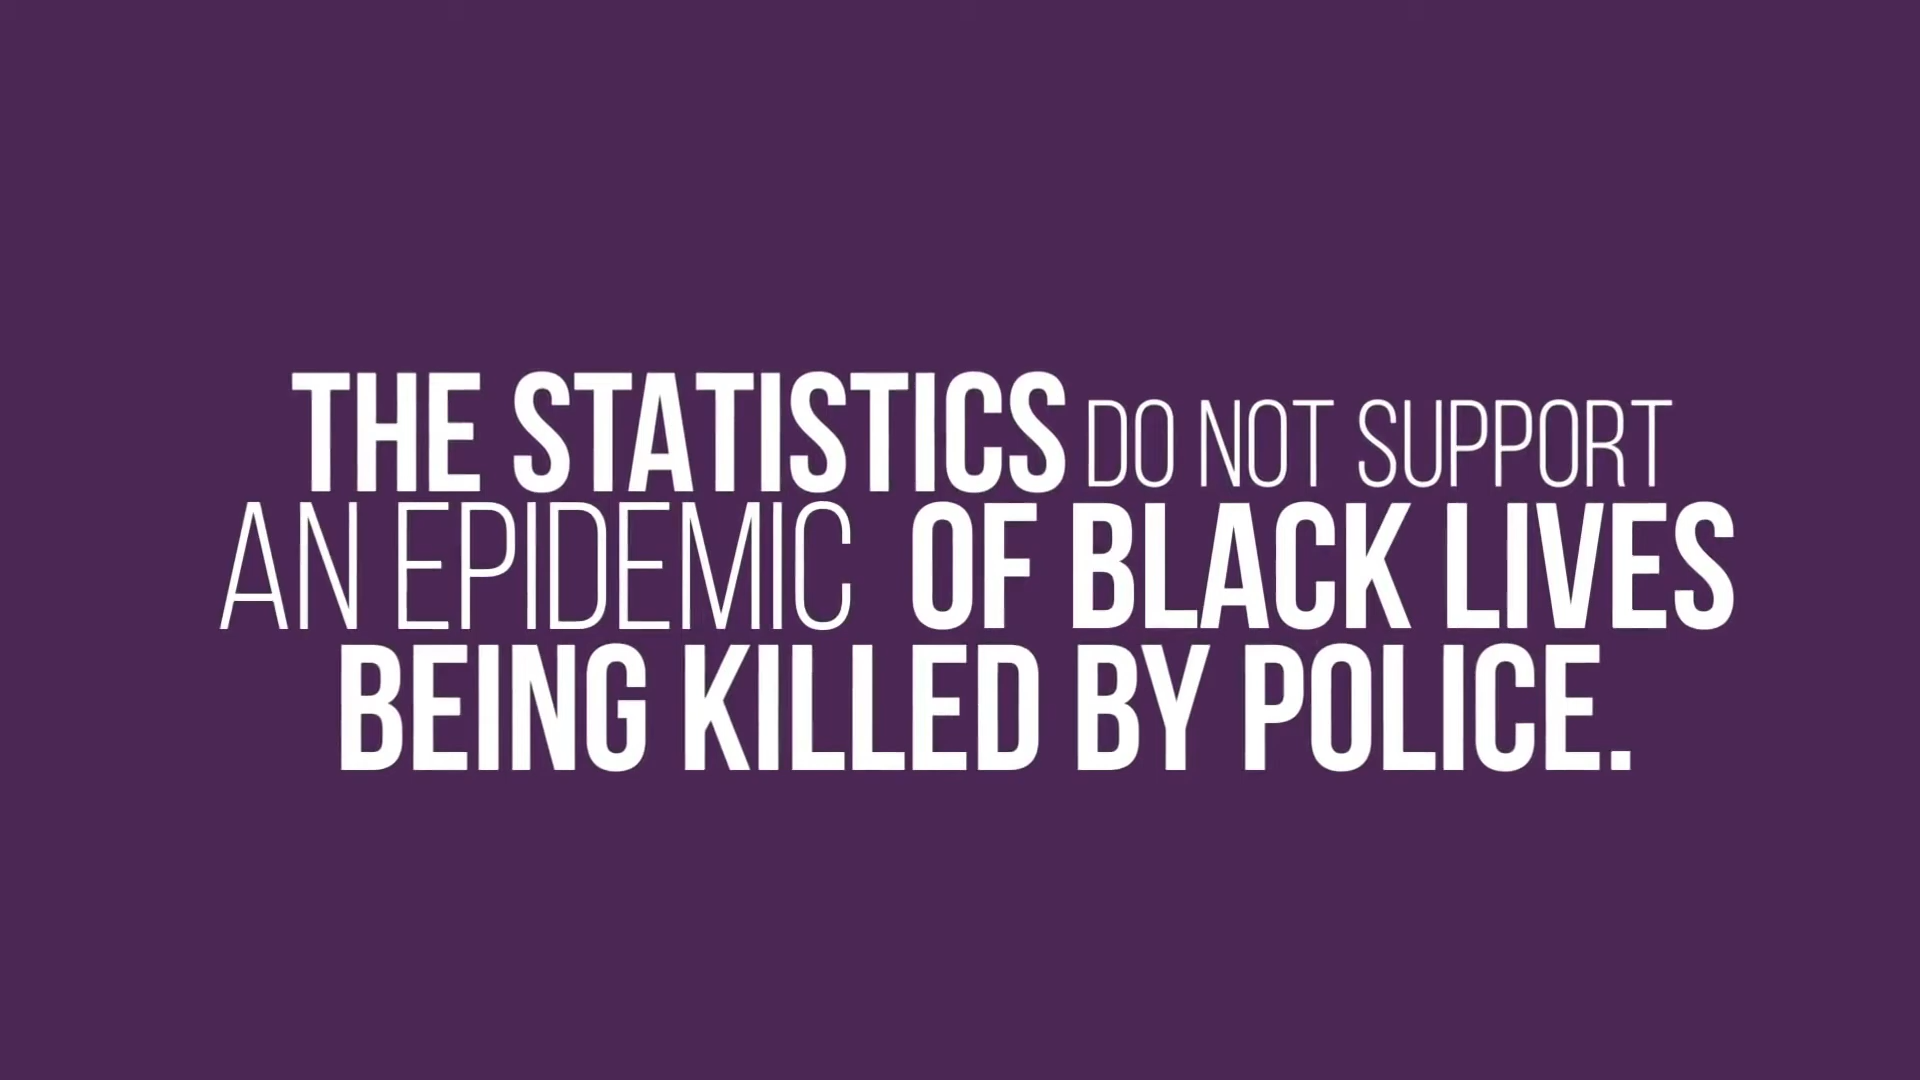 THE STATISTICS DO NOT SUPPORT
AN EPIDEMIC OF BLACK LIVES
BEING KILLED BY POLICE.